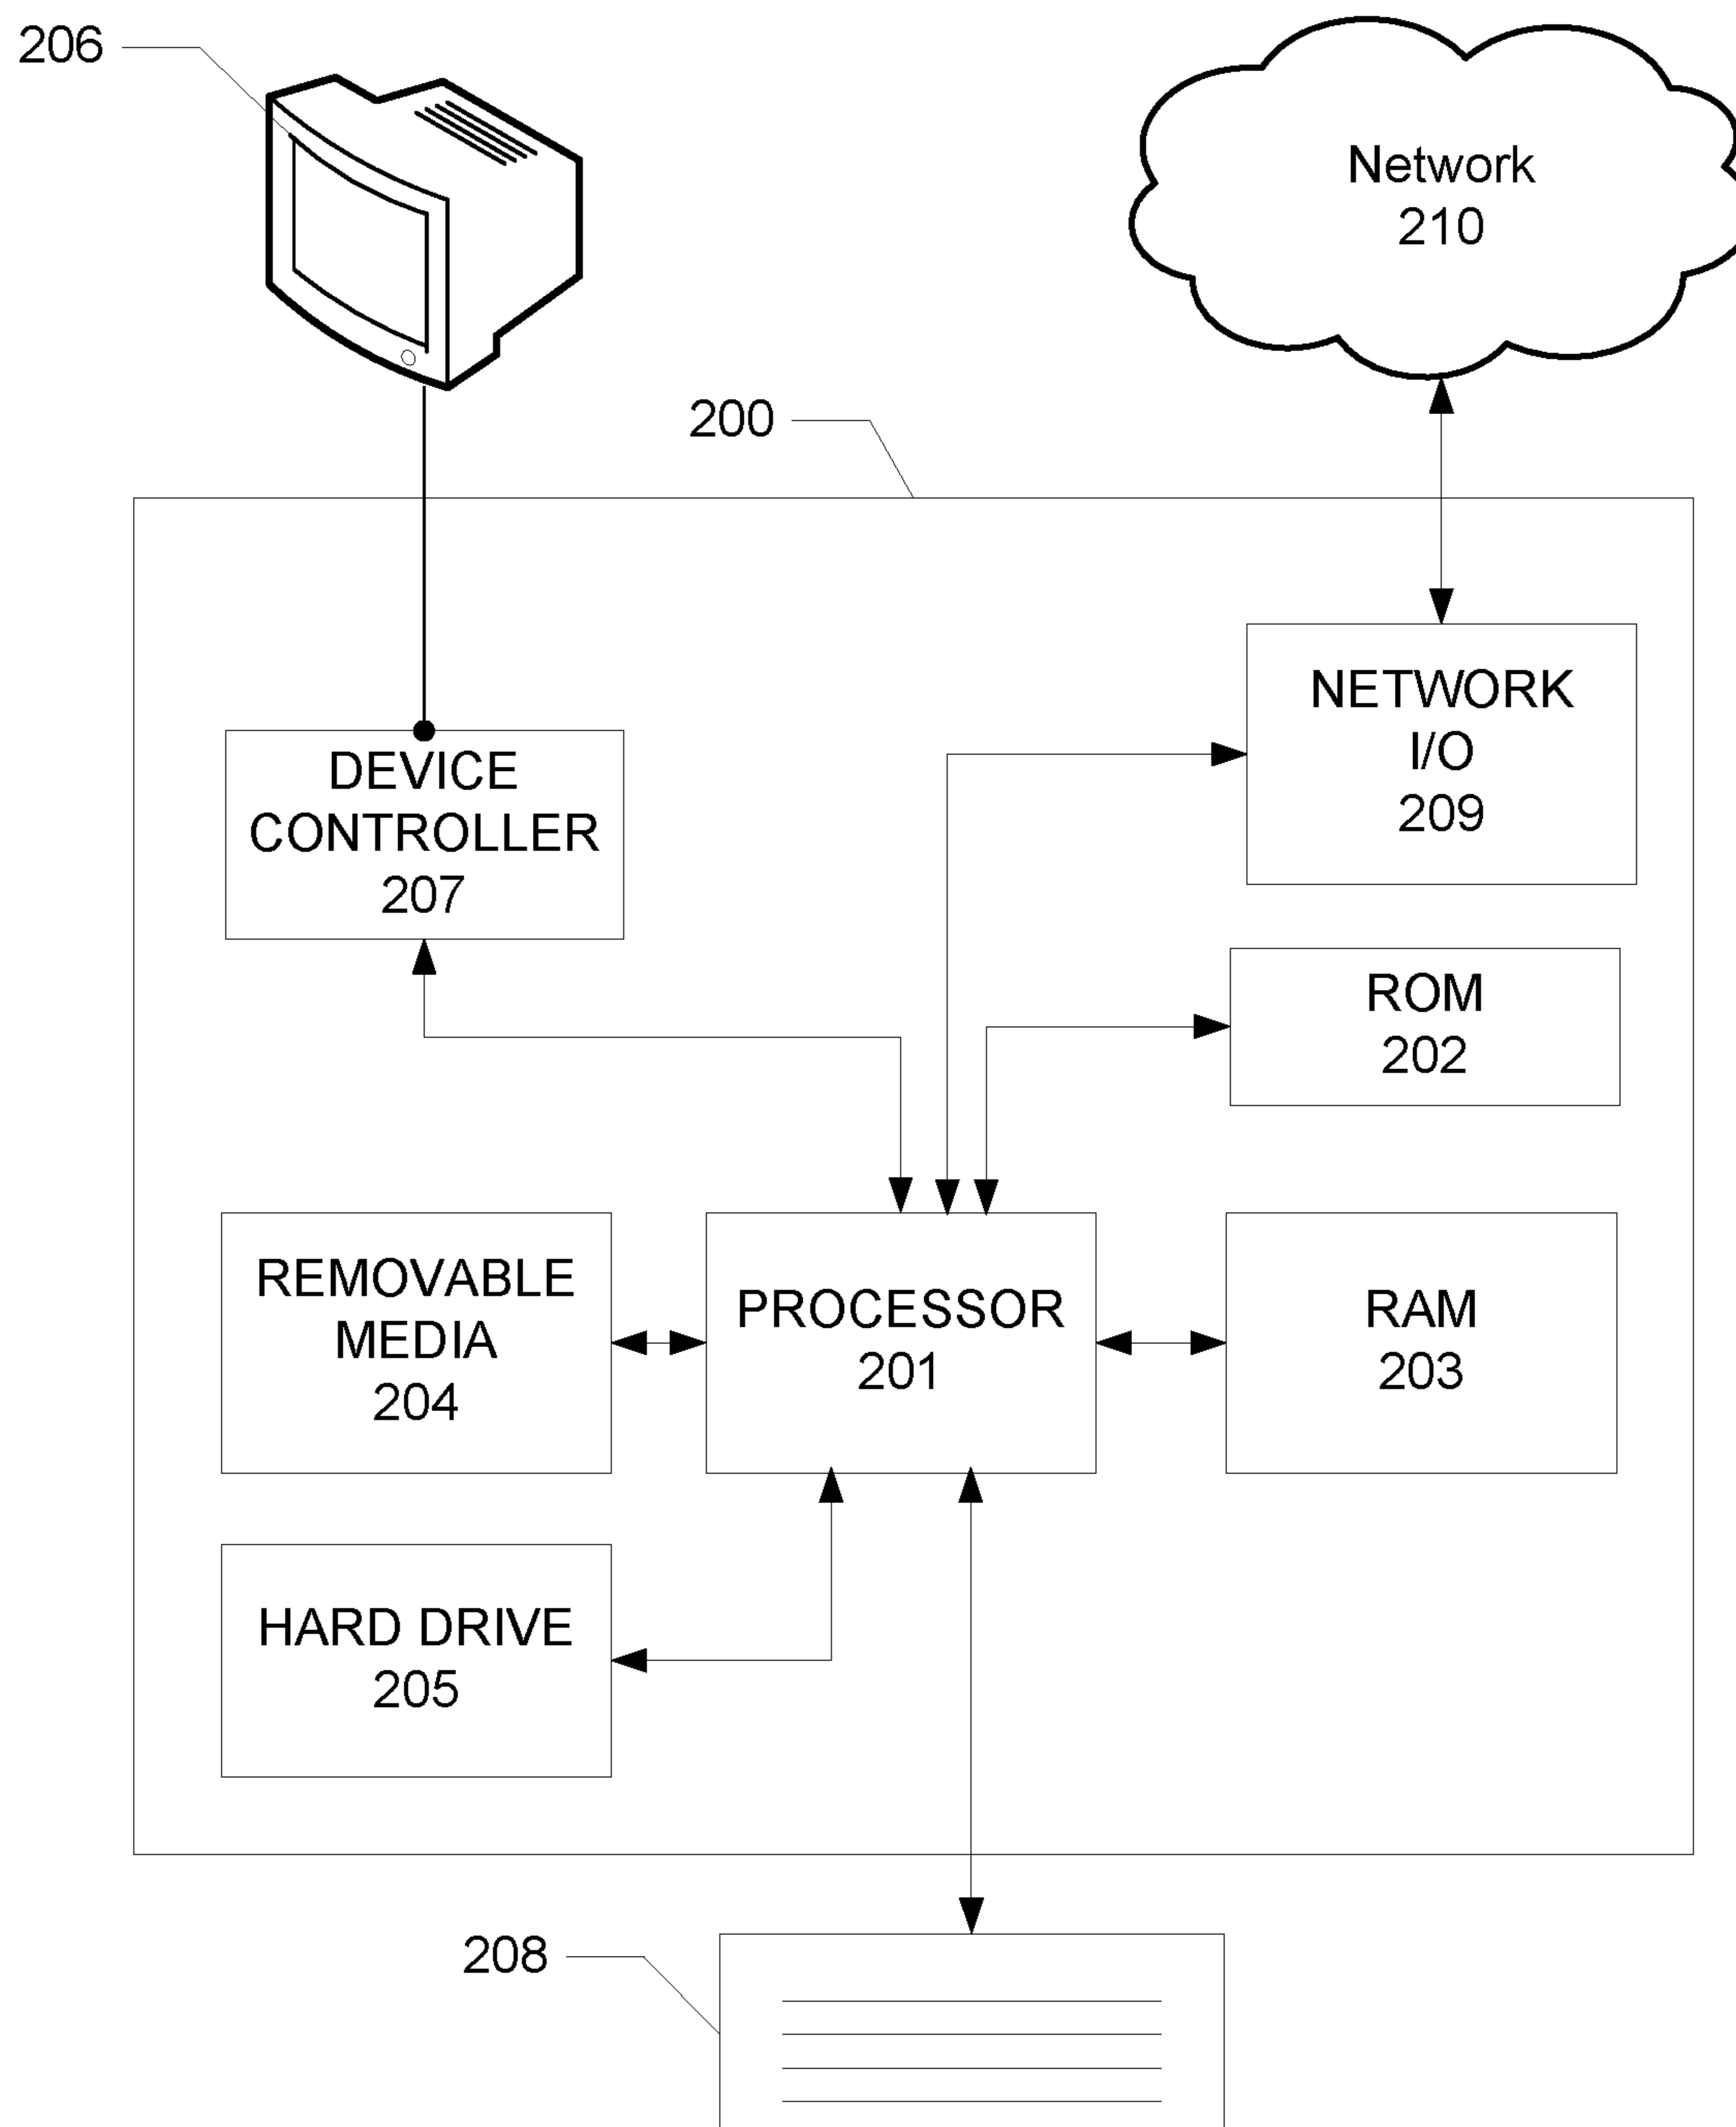 206
Network
210
200
NETWORK
I/O
209
DEVICE
CONTROLLER
207
ROM
202
REMOVABLE
MEDIA
204
PROCESSOR
201
RAM
203
HARD DRIVE
205
208